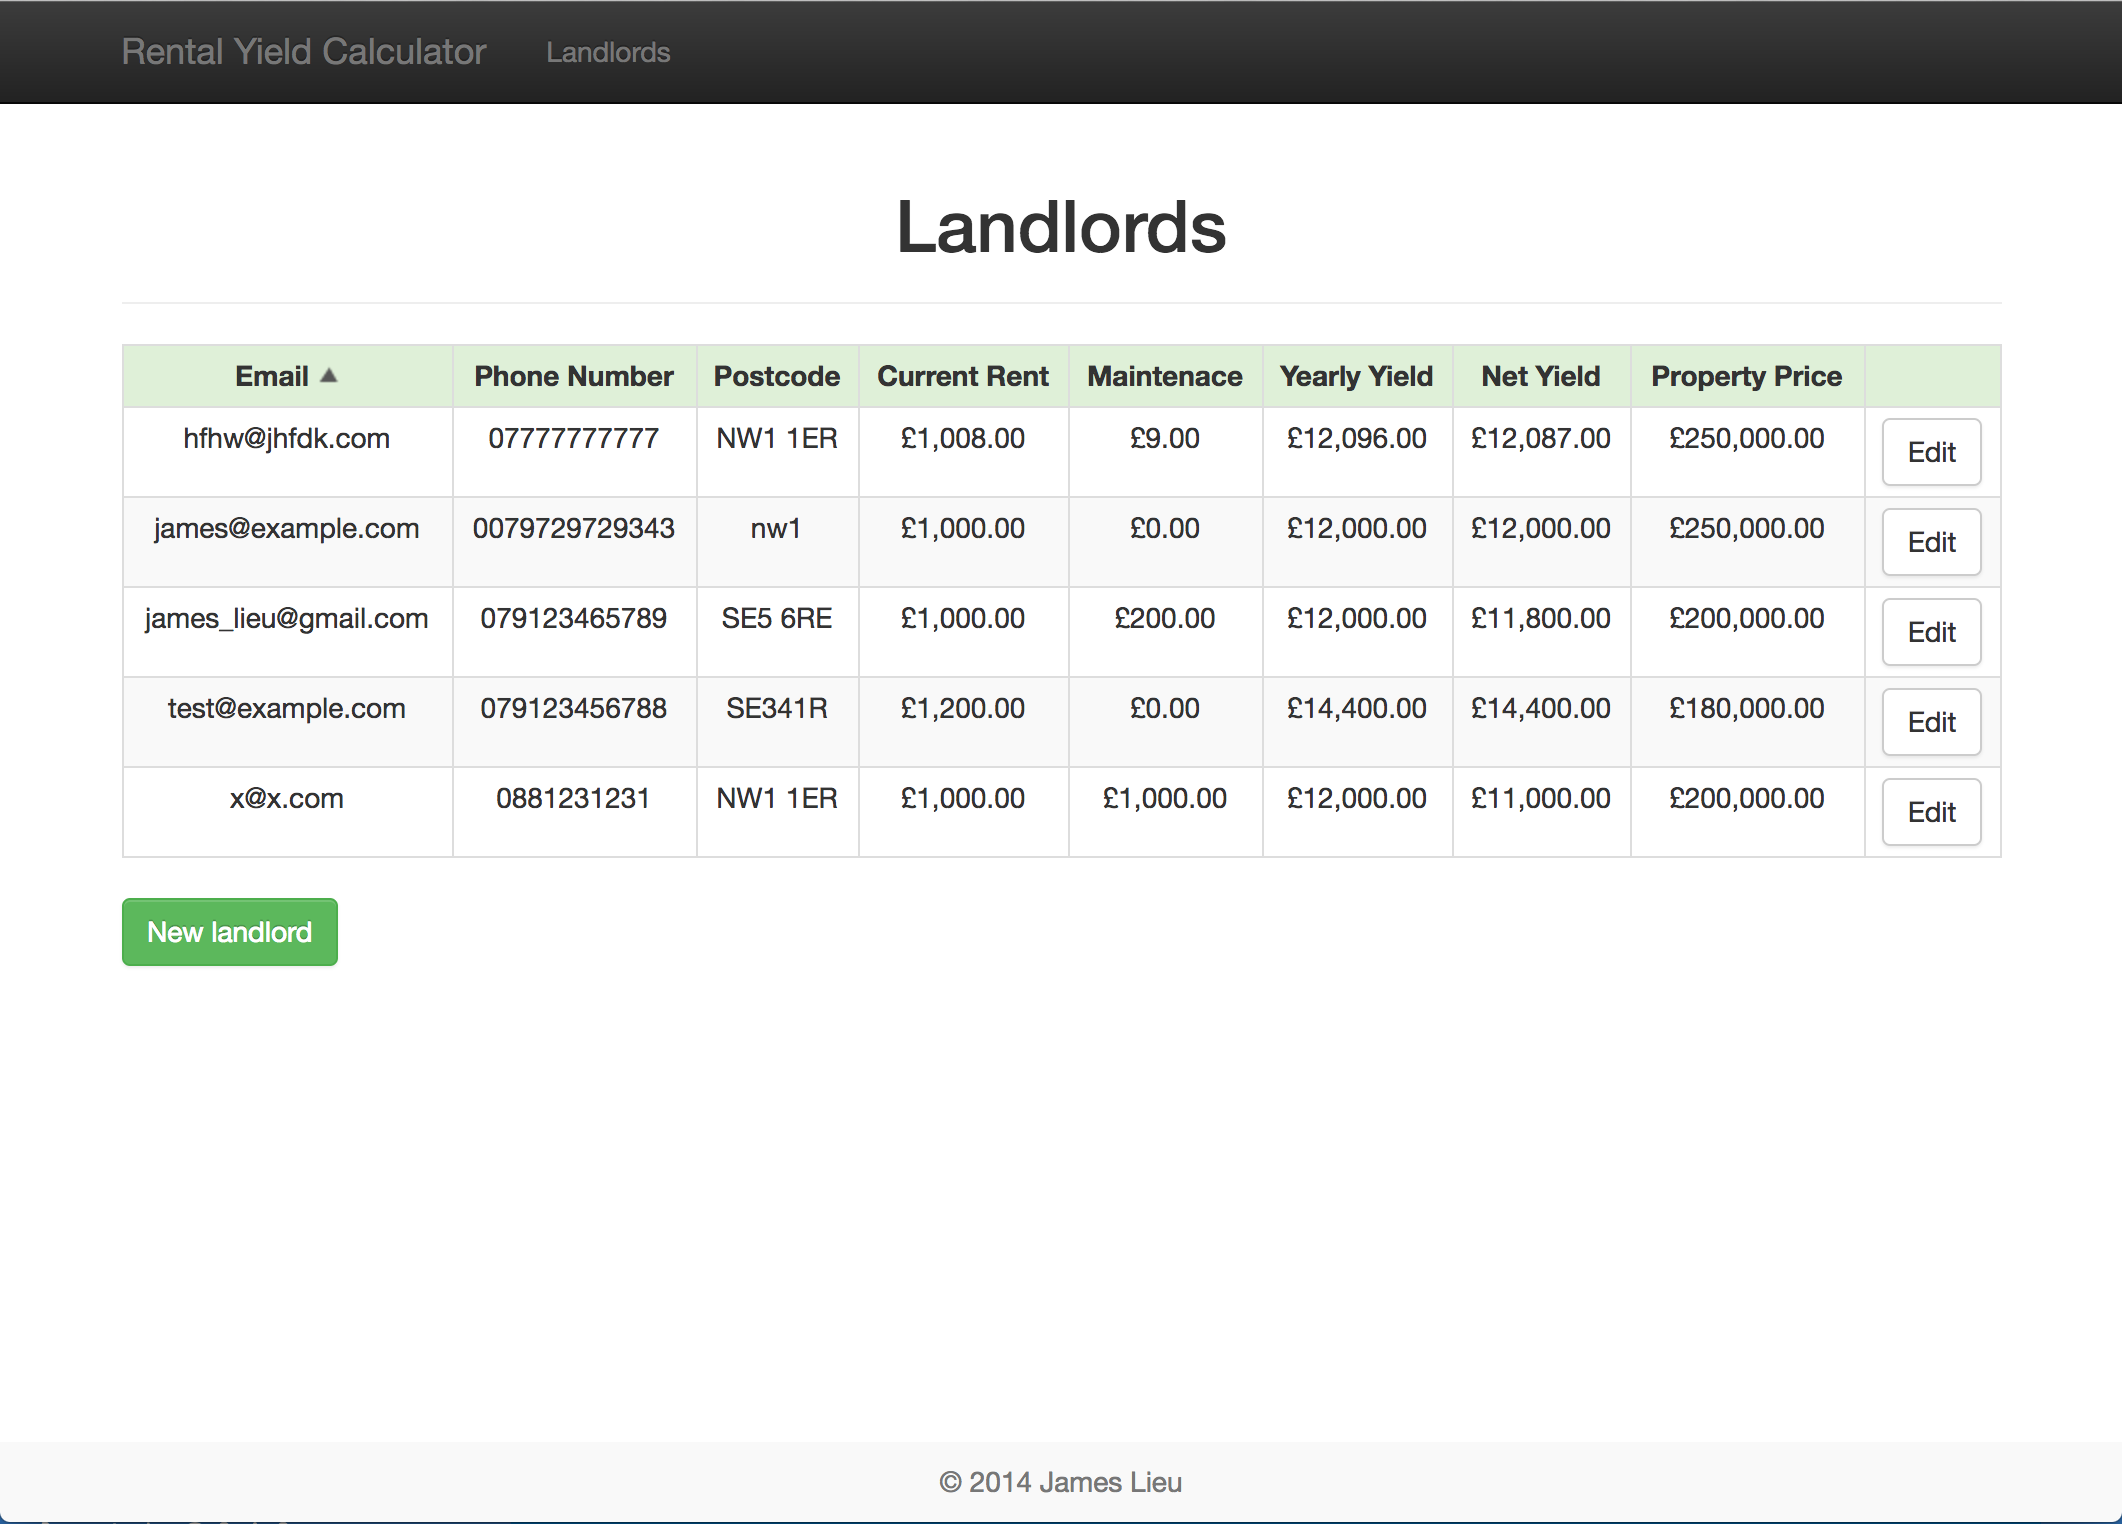 Rental Yield Calculator Landlords
Landlords
Email ▲ Phone Number Postcode Current Rent Maintenace Yearly Yield Net Yield Property Price
hfhw@jhfdk.com 07777777777 NW1 1ER £1,008.00 £9.00 £12,096.00 £12,087.00 £250,000.00 Edit
james@example.com 0079729729343 nw1 £1,000.00 £0.00 £12,000.00 £12,000.00 £250,000.00 Edit
james_lieu@gmail.com 079123465789 SE5 6RE £1,000.00 £200.00 £12,000.00 £11,800.00 £200,000.00 Edit
test@example.com 079123456788 SE341R £1,200.00 £0.00 £14,400.00 £14,400.00 £180,000.00 Edit
x@x.com 0881231231 NW1 1ER £1,000.00 £1,000.00 £12,000.00 £11,000.00 £200,000.00 Edit
New landlord
© 2014 James Lieu